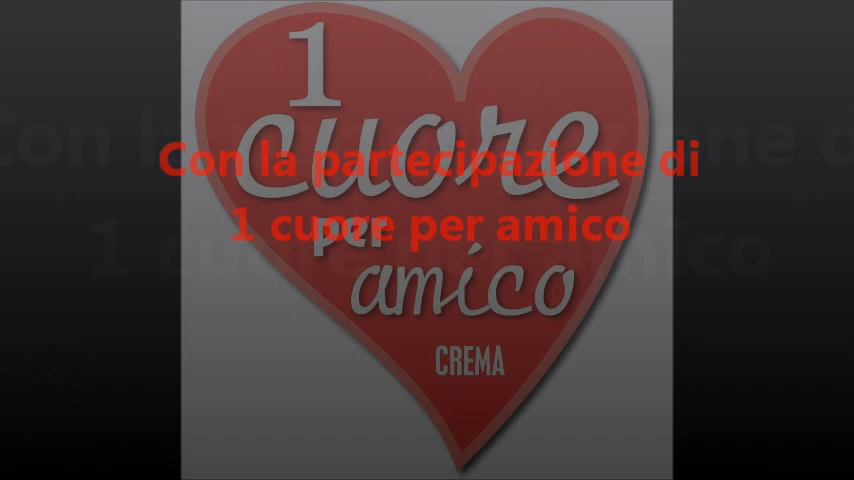 1
cuore
per
amico
CREMA
Con la partecipazione di
1 cuore per amico